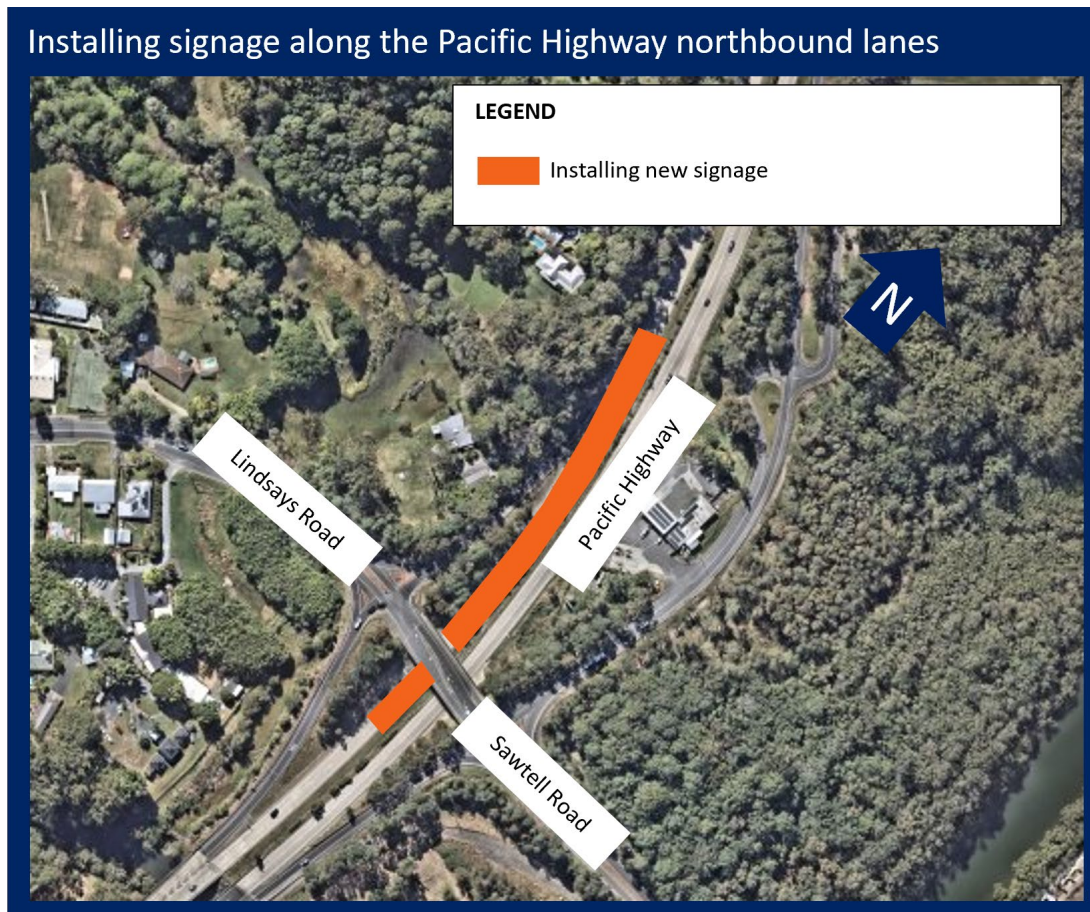 Installing signage along the Pacific Highway northbound lanes
LEGEND
Installing new signage
N
Lindsays Road
Pacific Highway
Sawtell Road